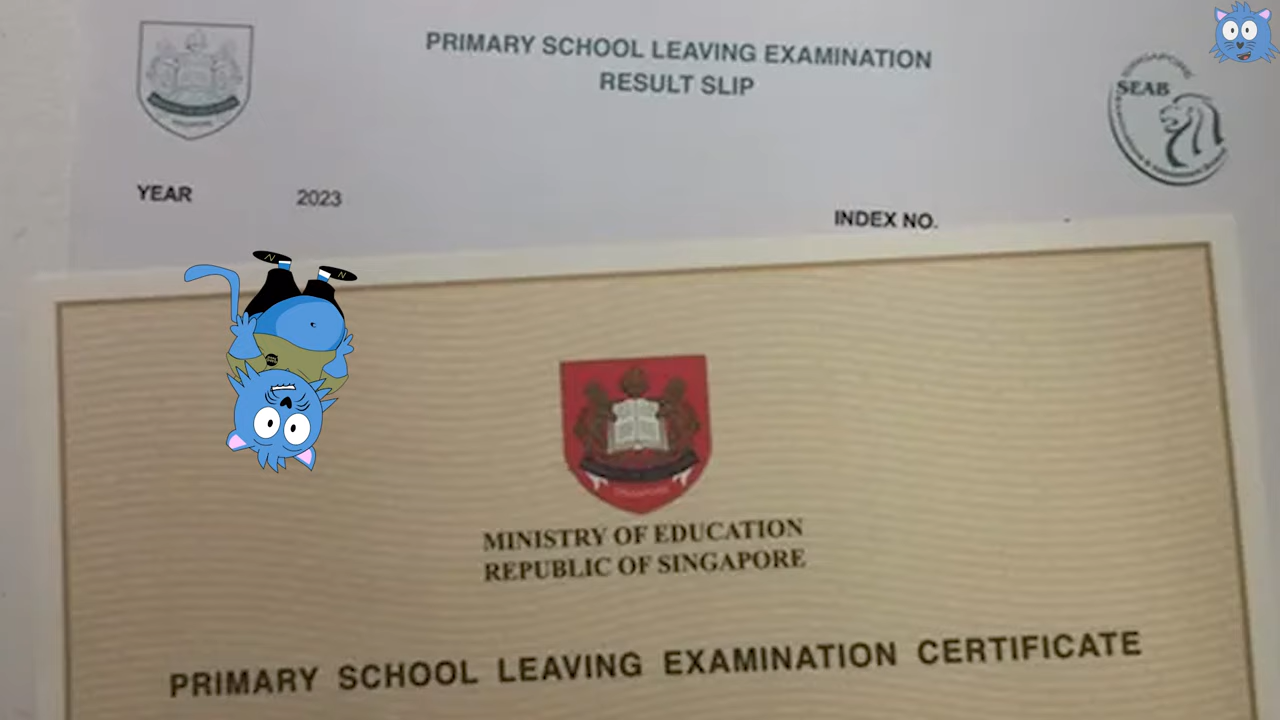 PRIMARY SCHOOL LEAVING EXAMINATION
RESULT SLIP
SEAB
YEAR 2023
INDEX NO.
MINISTRY OF EDUCATION
REPUBLIC OF SINGAPORE
PRIMARY SCHOOL LEAVING EXAMINATION CERTIFICATE